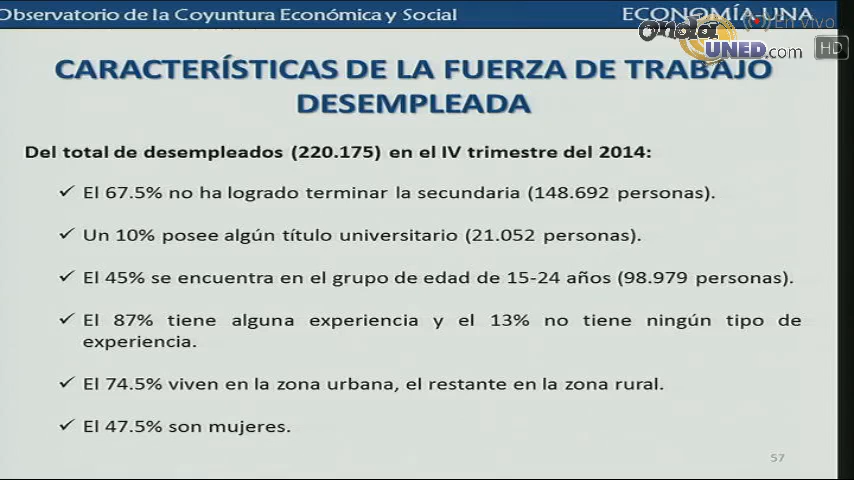 Observatorio de la Coyuntura Económica y Social
ECONOMÍA-UNA
En vivo
Onda
UNED.com
HD
CARACTERÍSTICAS DE LA FUERZA DE TRABAJO
DESEMPLEADA
Del total de desempleados (220.175) en el IV trimestre del 2014:
✓ El 67.5% no ha logrado terminar la secundaria (148.692 personas).
✓ Un 10% posee algún título universitario (21.052 personas).
✓ El 45% se encuentra en el grupo de edad de 15-24 años (98.979 personas).
✓ El 87% tiene alguna experiencia y el 13% no tiene ningún tipo de
experiencia.
✓ El 74.5% viven en la zona urbana, el restante en la zona rural.
✓ El 47.5% son mujeres.
57